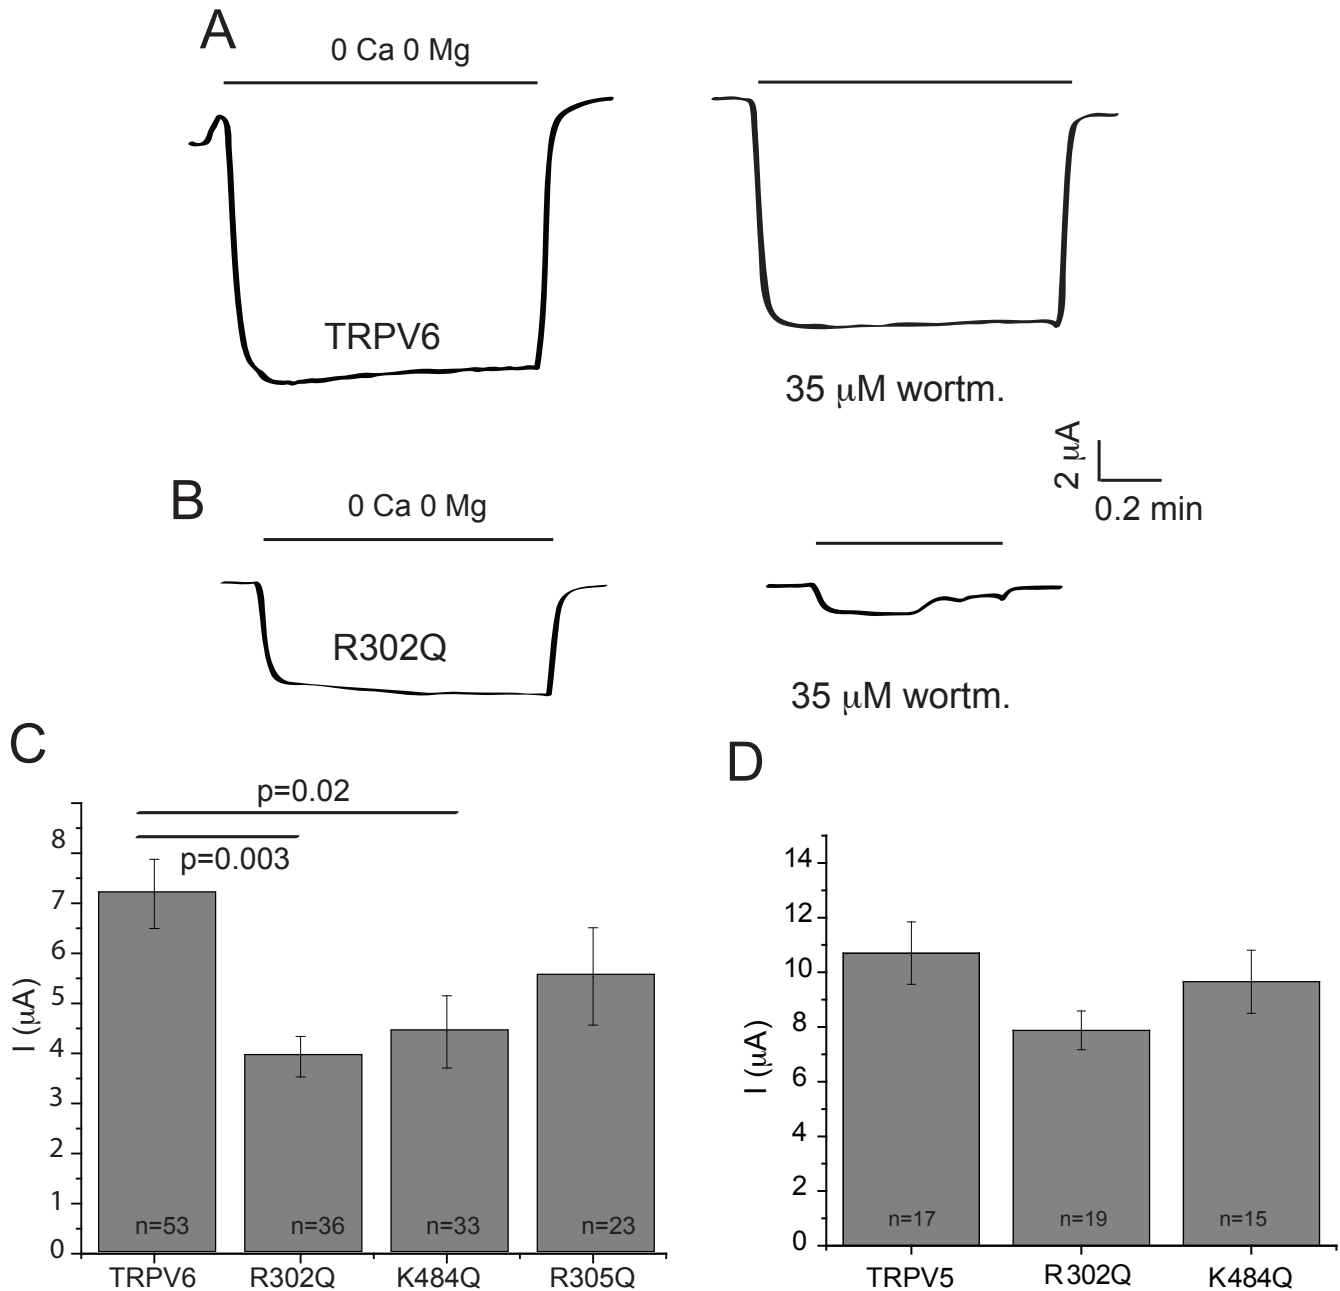 A
0 Ca 0 Mg
TRPV6
35 μM wortm.
2 μA
0.2 min
B
0 Ca 0 Mg
R302Q
35 μM wortm.
C
p=0.02
p=0.003
I (μA)
8
7
6
5
4
3
2
1
0
n=53
n=36
n=33
n=23
TRPV6
R302Q
K484Q
R305Q
D
I (μA)
14
12
10
8
6
4
2
0
n=17
n=19
n=15
TRPV5
R302Q
K484Q